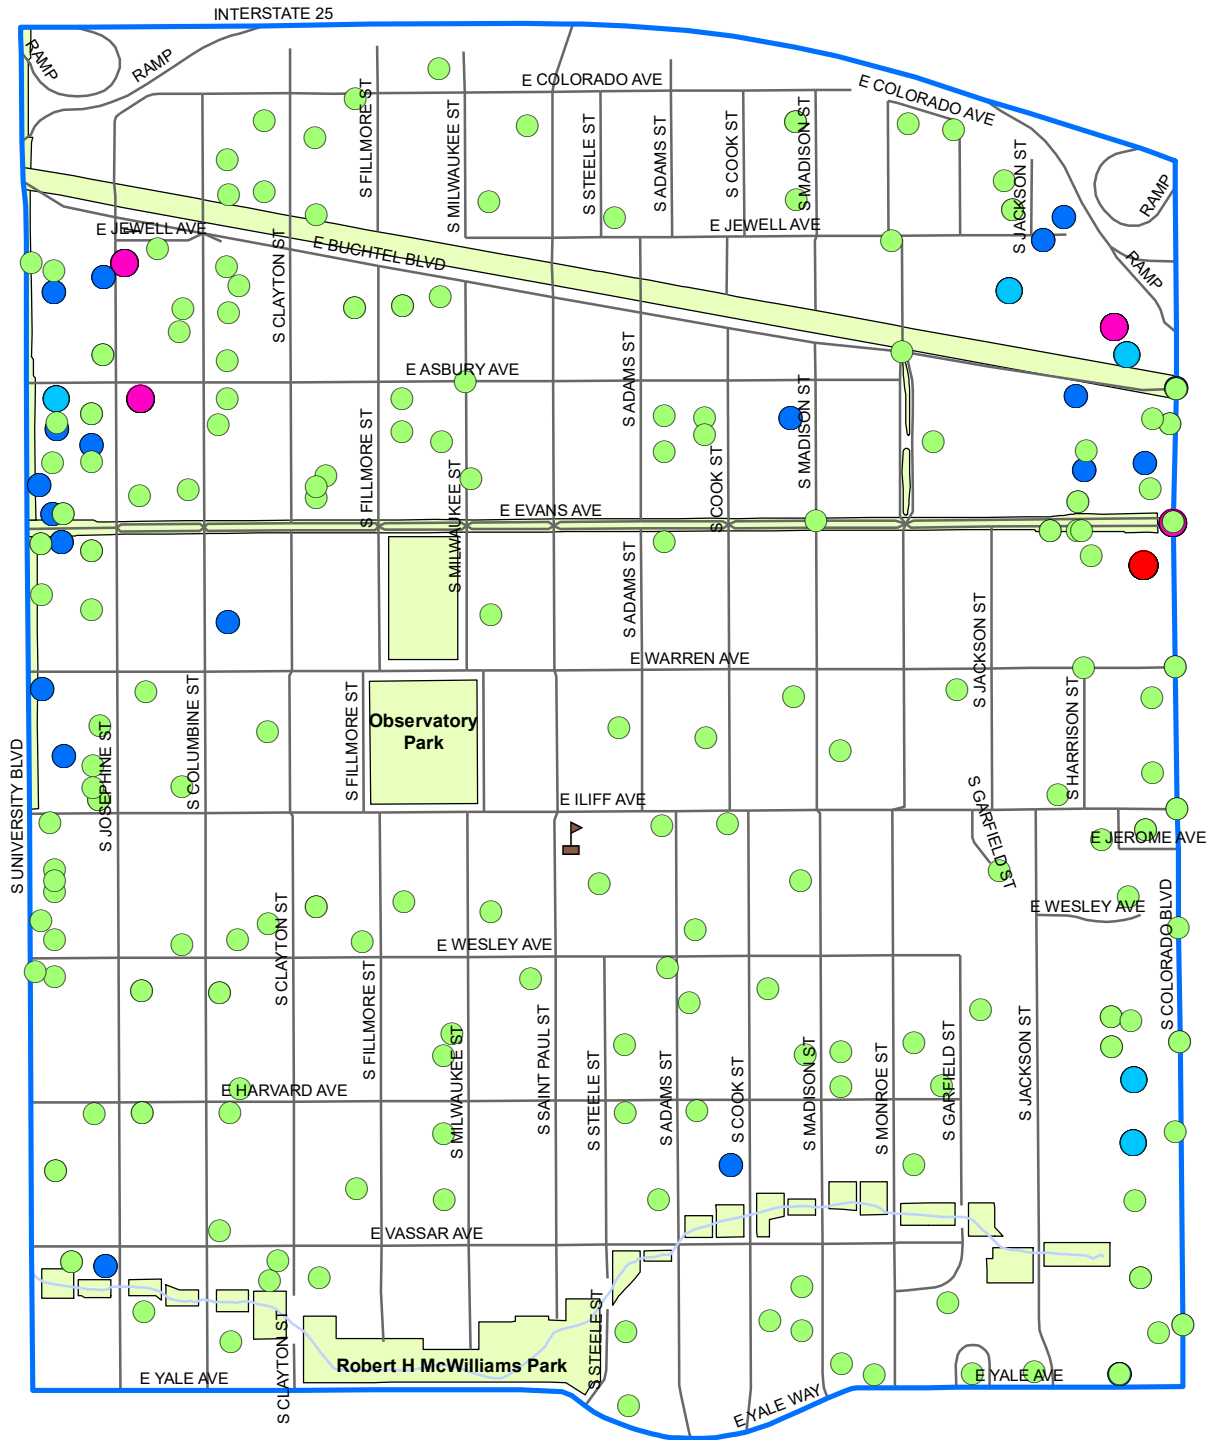 INTERSTATE 25
RAMP
RAMP
E COLORADO AVE
E COLORADO AVE
S FILLMORE ST
S MILWAUKEE ST
S STEELE ST
S ADAMS ST
S COOK ST
S MADISON ST
S JACKSON ST
RAMP
E JEWELL AVE
E JEWELL AVE
E BUCHTEL BLVD
RAMP
S CLAYTON ST
E ASBURY AVE
S ADAMS ST
S MADISON ST
S FILLMORE ST
S MILWAUKEE ST
S COOK ST
E EVANS AVE
S ADAMS ST
S JACKSON ST
E WARREN AVE
S HARRISON ST
S COLUMBINE ST
S FILLMORE ST
Observatory
Park
S JOSEPHINE ST
S UNIVERSITY BLVD
E ILIFF AVE
S GARFIELD ST
E JEROME AVE
S CLAYTON ST
E WESLEY AVE
E WESLEY AVE
S COLORADO BLVD
S FILLMORE ST
S MILWAUKEE ST
S SAINT PAUL ST
S STEELE ST
S ADAMS ST
S COOK ST
S MADISON ST
S MONROE ST
S GARFIELD ST
S JACKSON ST
E HARVARD AVE
E VASSAR AVE
S CLAYTON ST
S STEELE ST
Robert H McWilliams Park
E YALE AVE
E YALE WAY
E YALE AVE